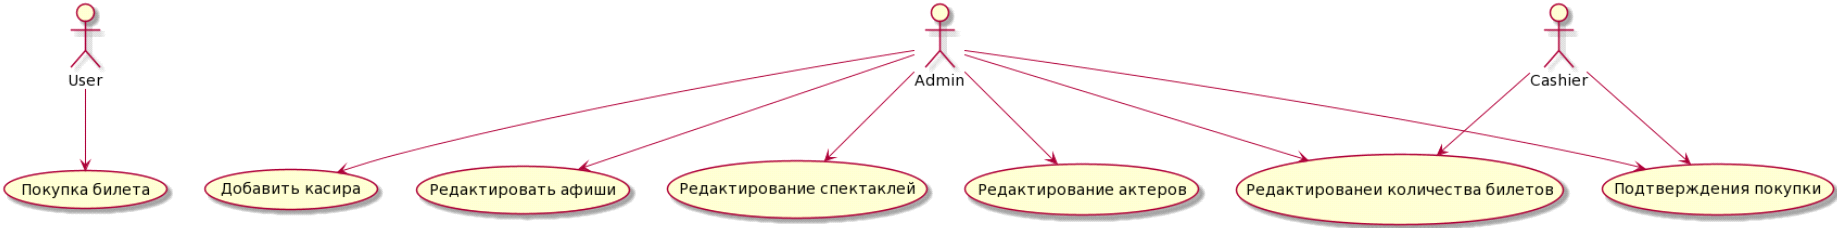 User
Admin
Cashier
Покупка билета
Добавить касира
Редактировать афиши
Редактирование спектаклей
Редактирование актеров
Редактированеи количества билетов
Подтверждения покупки